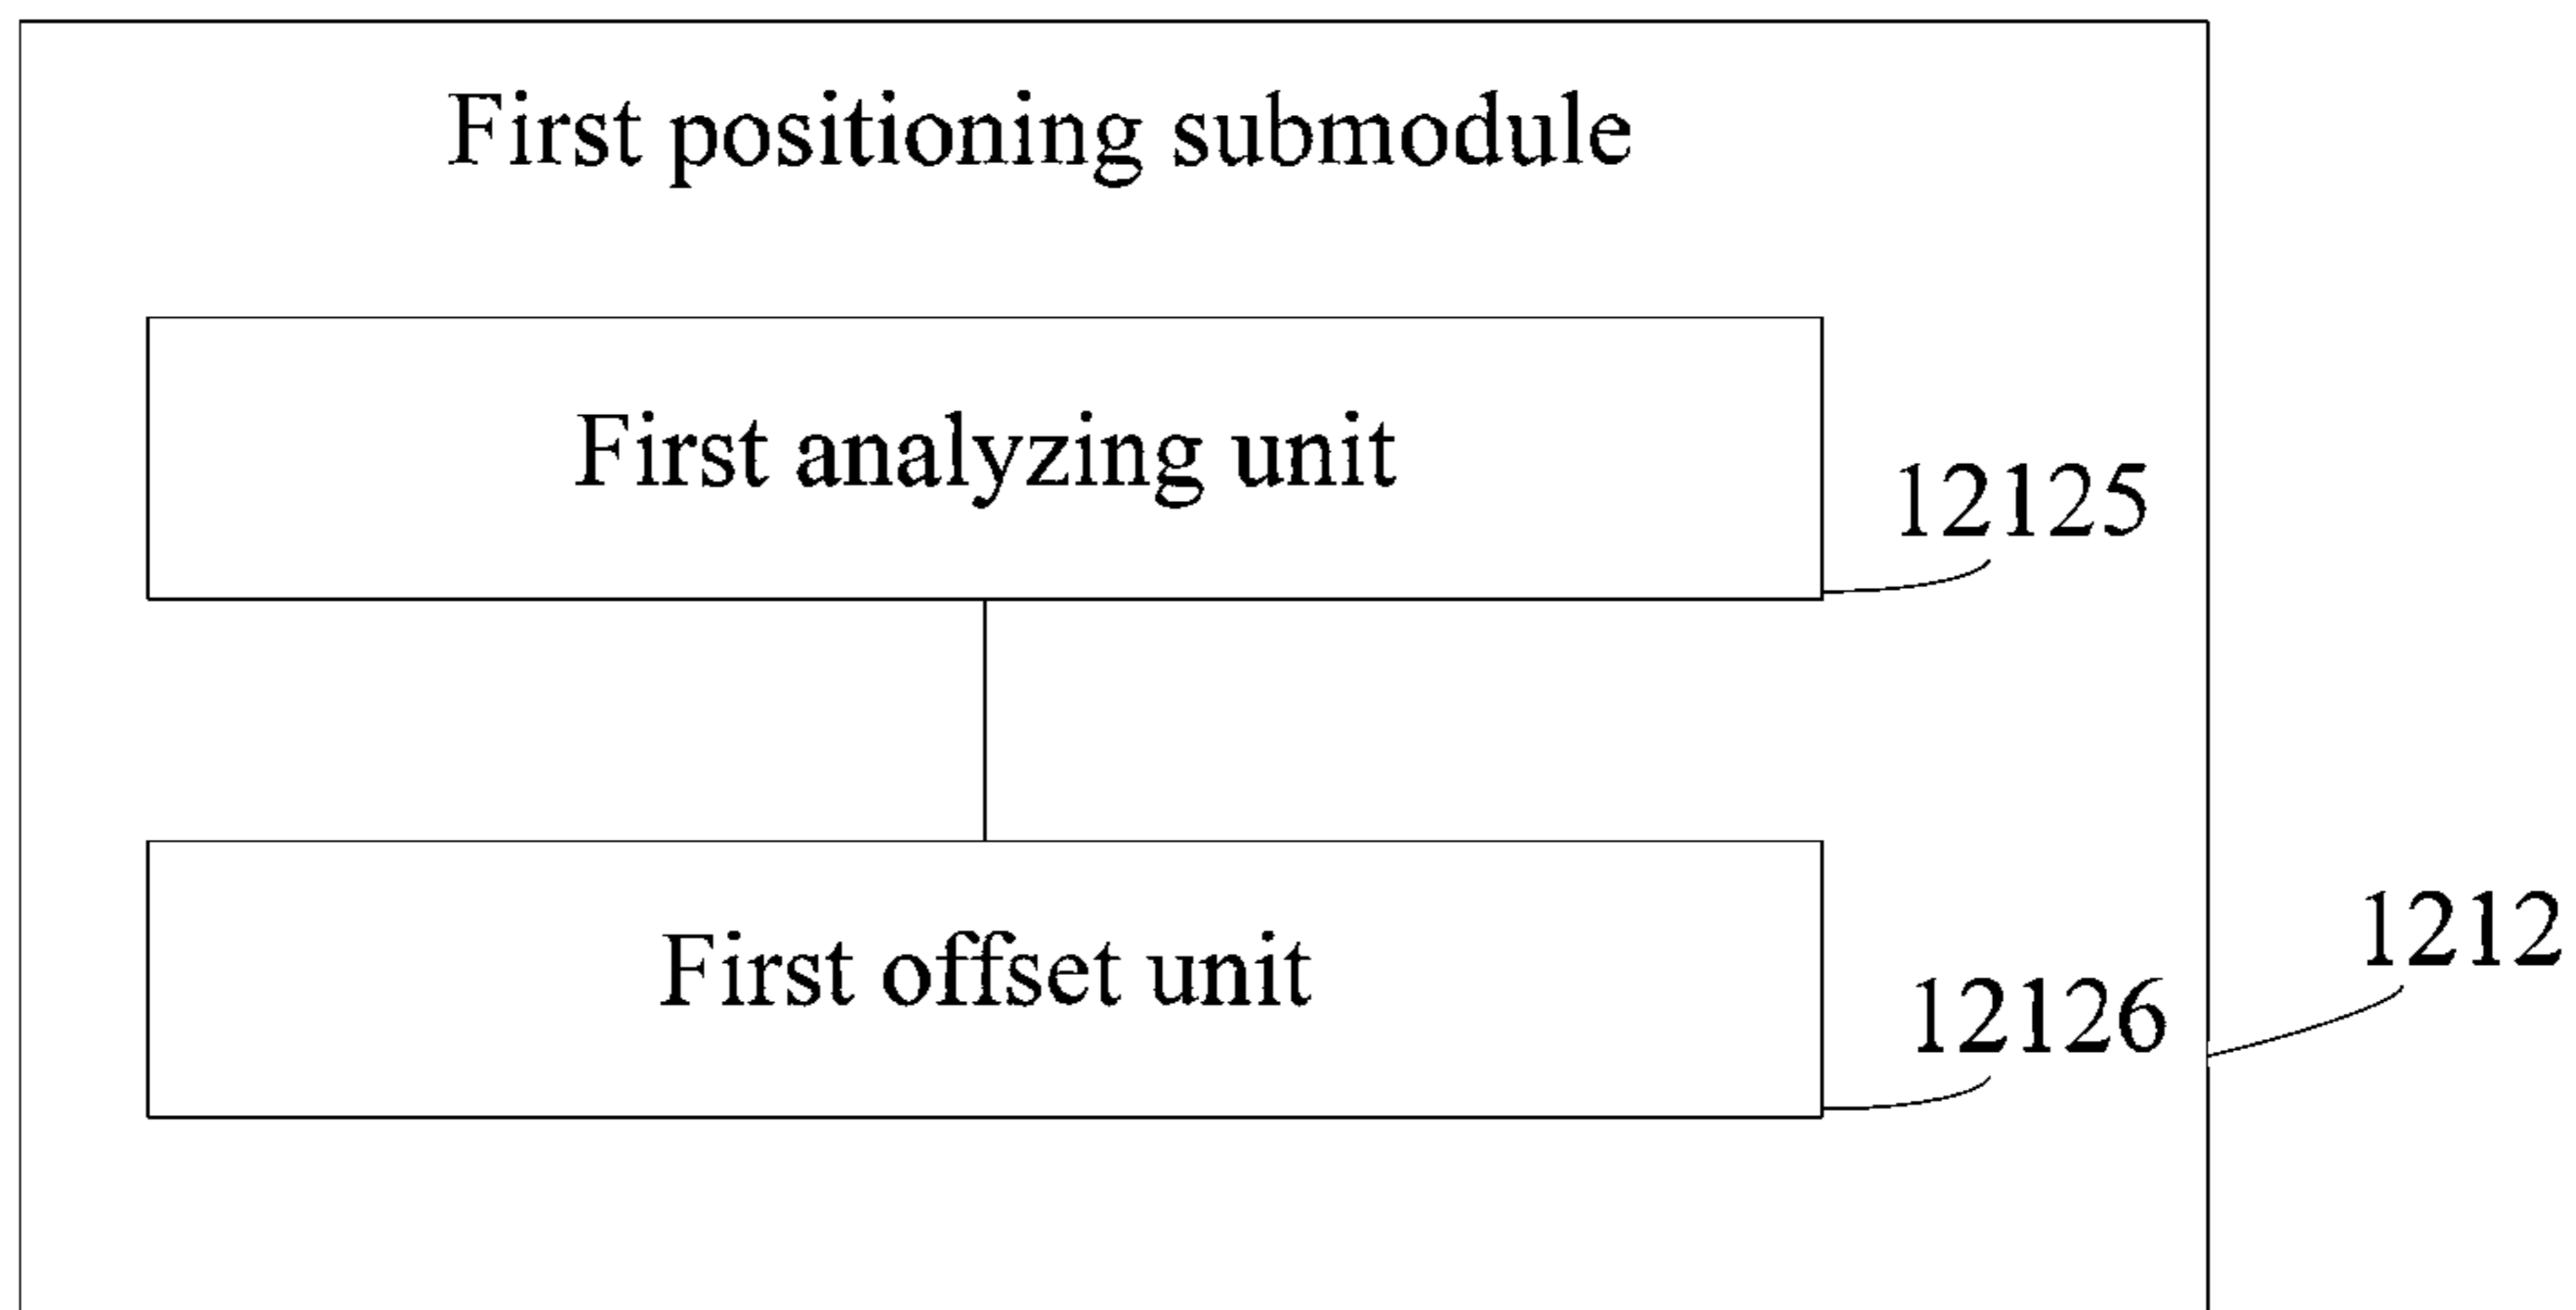 First positioning submodule
First analyzing unit
12125
First offset unit
12126
1212